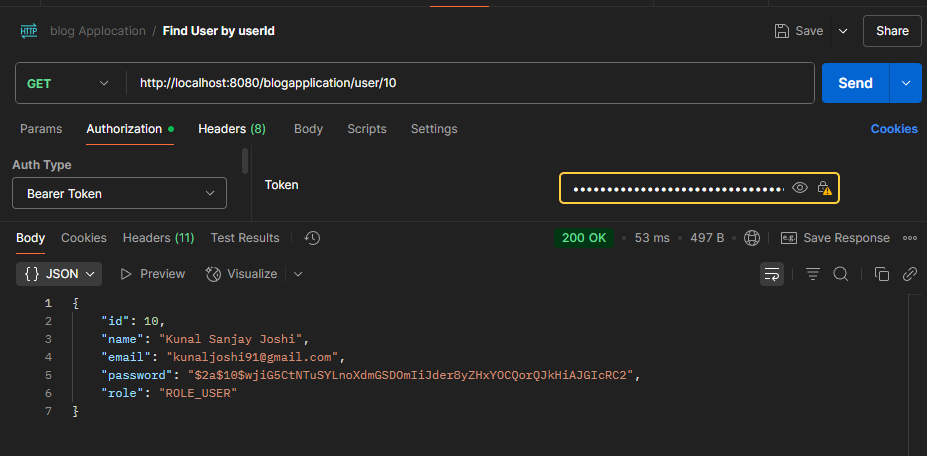 HTTP blog Applocation / Find User by userId Save Share
GET http://localhost:8080/blogapplication/user/10 Send
Params Authorization Headers (8) Body Scripts Settings Cookies
Auth Type
Bearer Token
Token
Body Cookies Headers (11) Test Results 200 OK • 53 ms • 497 B • e.g. Save Response
{} JSON Preview Visualize
1 {
2 "id": 10,
3 "name": "Kunal Sanjay Joshi",
4 "email": "kunaljoshi91@gmail.com",
5 "password": "$2a$10$wjiG5CtNTuSYLnoXdmGSDOmIiJder8yZHxYOCQorQJkHiAJGIcRC2",
6 "role": "ROLE_USER"
7 }